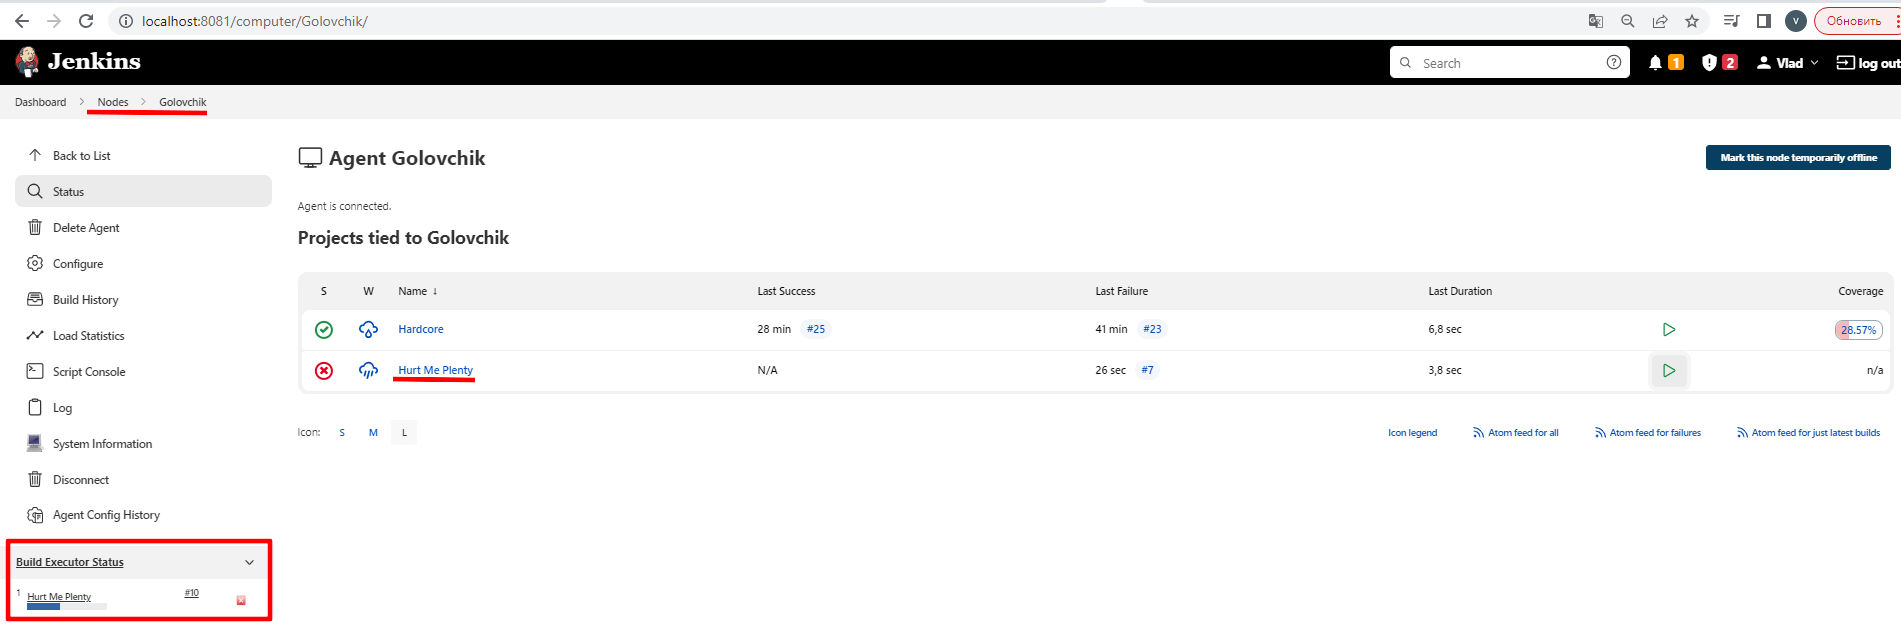 localhost:8081/computer/Golovchik/
V
Обновить
Jenkins
Search
1
2
Vlad
log out
Dashboard > Nodes > Golovchik
Back to List
Status
Delete Agent
Configure
Build History
Load Statistics
Script Console
Log
System Information
Disconnect
Agent Config History
Build Executor Status
1 Hurt Me Plenty #10
Agent Golovchik
Mark this node temporarily offline
Agent is connected.
Projects tied to Golovchik
S W Name ↓ Last Success Last Failure Last Duration Coverage
Hardcore 28 min #25 41 min #23 6,8 sec 28.57%
Hurt Me Plenty N/A 26 sec #7 3,8 sec n/a
Icon: S M L
Icon legend Atom feed for all Atom feed for failures Atom feed for just latest builds